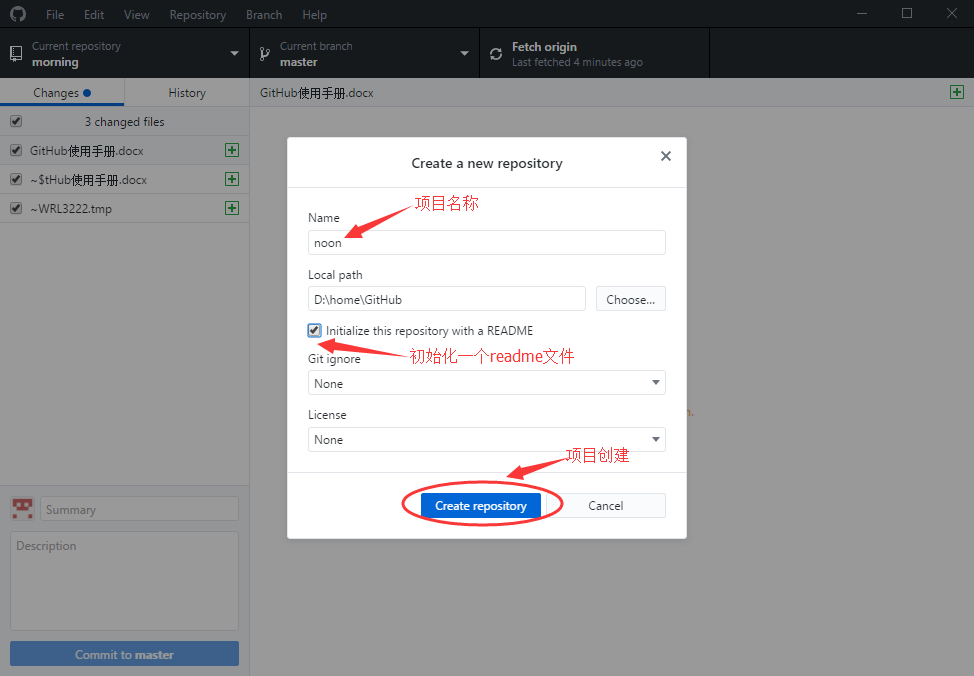 File Edit View Repository Branch Help
Current repository
morning
Current branch
master
Fetch origin
Last fetched 4 minutes ago
Changes
History
GitHub使用手册.docx
3 changed files
GitHub使用手册.docx
~$tHub使用手册.docx
~WRL3222.tmp
Create a new repository
项目名称
Name
noon
Local path
D:\home\GitHub
Choose...
Initialize this repository with a README
初始化一个readme文件
Git ignore
None
License
None
项目创建
Create repository
Cancel
Summary
Description
Commit to master